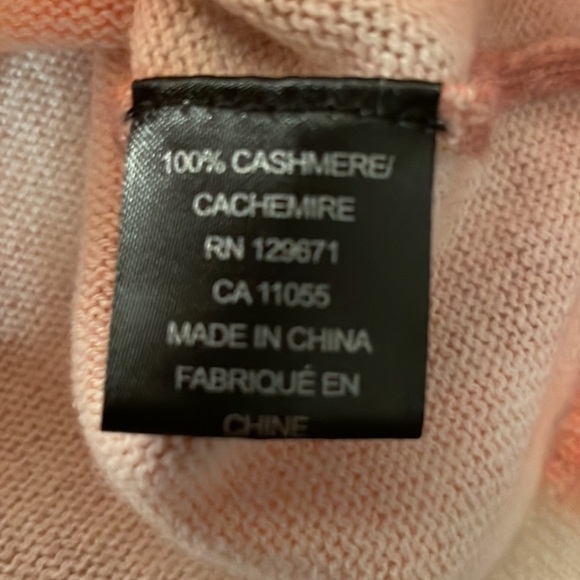 100% CASHMERE/
CACHEMIRE
RN 129671
CA 11055
MADE IN CHINA
FABRIQUÉ EN
CHINE